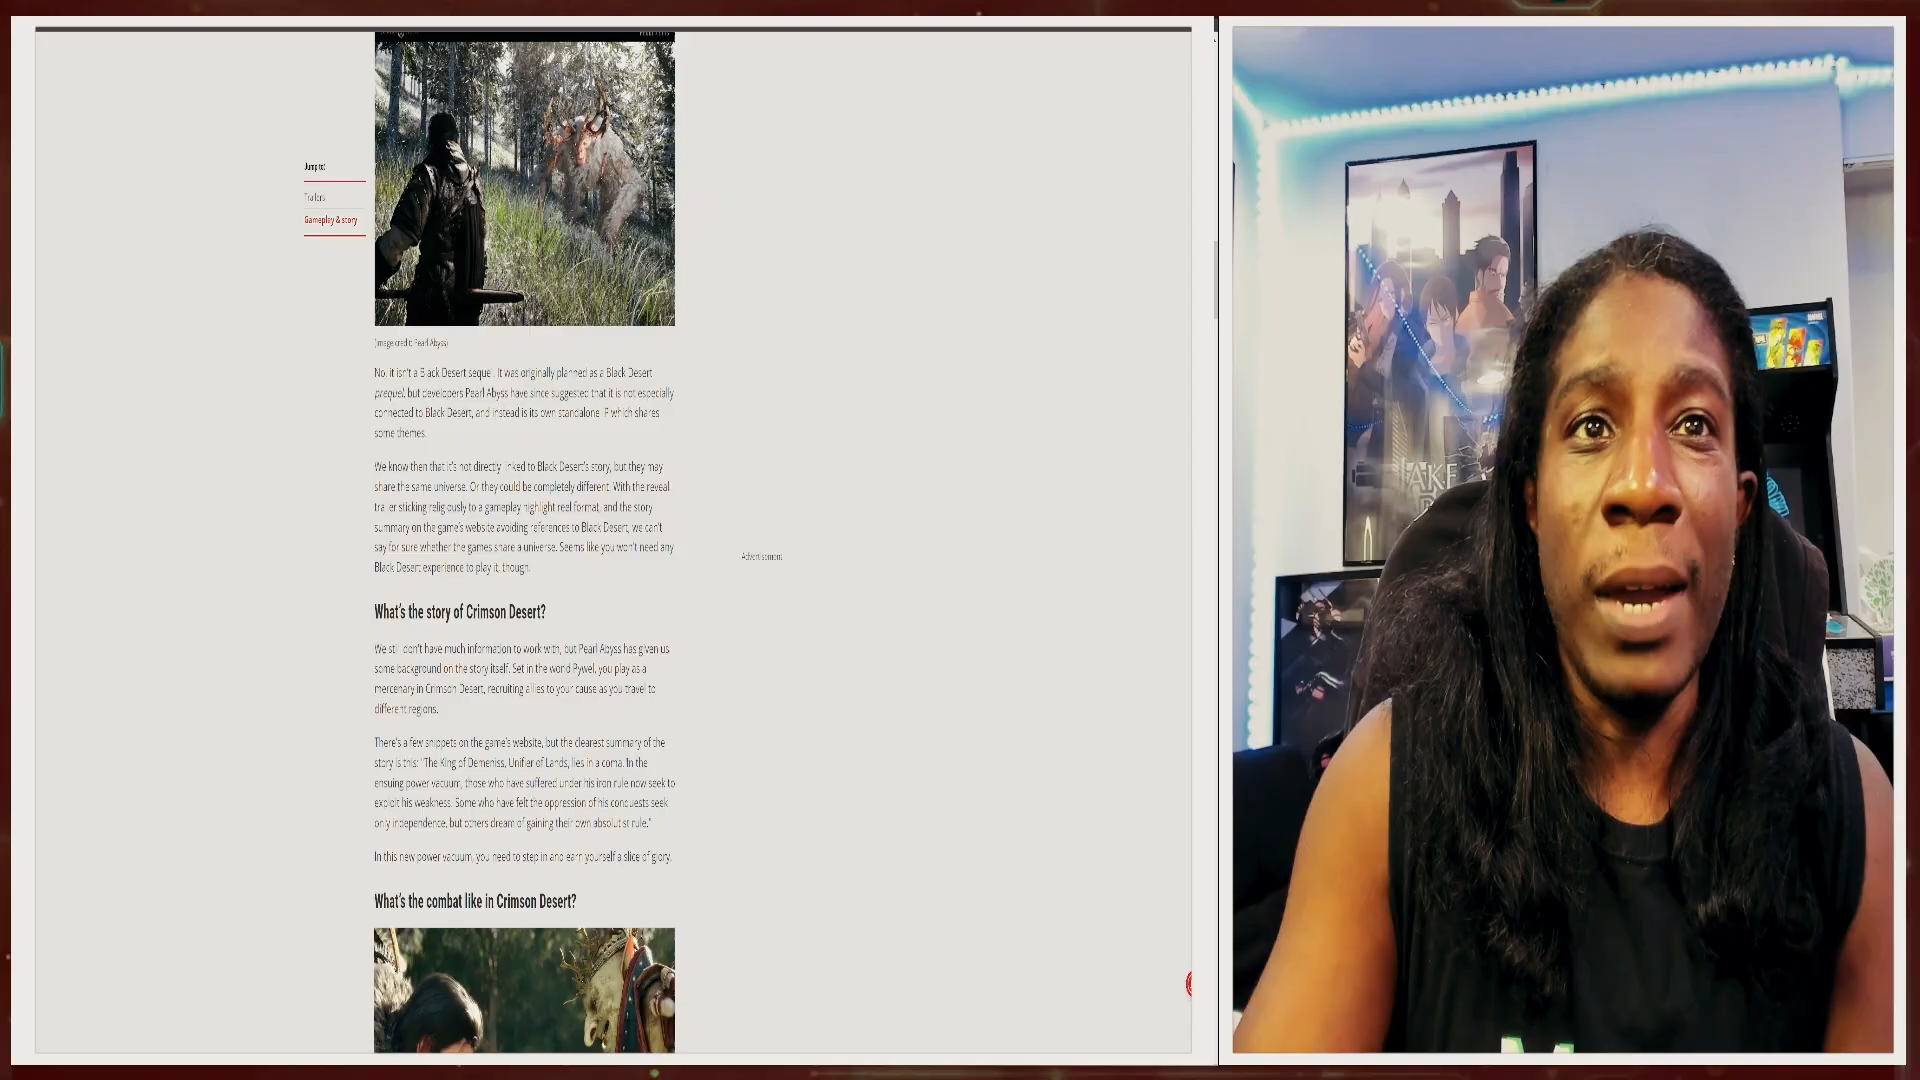 Jump to:
Trailers
Gameplay & story
(Image credit: Pearl Abyss)
No, it isn't a Black Desert sequel. It was originally planned as a Black Desert
prequel, but developers Pearl Abyss have since suggested that it is not especially
connected to Black Desert, and instead is its own standalone IP which shares
some themes.
We know then that it's not directly linked to Black Desert's story, but they may
share the same universe. Or they could be completely different. With the reveal
trailer sticking religiously to a gameplay highlight reel format, and the story
summary on the game's website avoiding references to Black Desert, we can't
say for sure whether the games share a universe. Seems like you won't need any
Black Desert experience to play it, though.
Advertisement
What's the story of Crimson Desert?
We still don't have much information to work with, but Pearl Abyss has given us
some background on the story itself. Set in the world Pywel, you play as a
mercenary in Crimson Desert, recruiting allies to your cause as you travel to
different regions.
There's a few snippets on the game's website, but the clearest summary of the
story is this: "The King of Demeniss, Unifier of Lands, lies in a coma. In the
ensuing power vacuum, those who have suffered under his iron rule now seek to
exploit his weakness. Some who have felt the oppression of his conquests seek
only independence, but others dream of gaining their own absolutist rule."
In this new power vacuum, you need to step in and earn yourself a slice of glory.
What's the combat like in Crimson Desert?